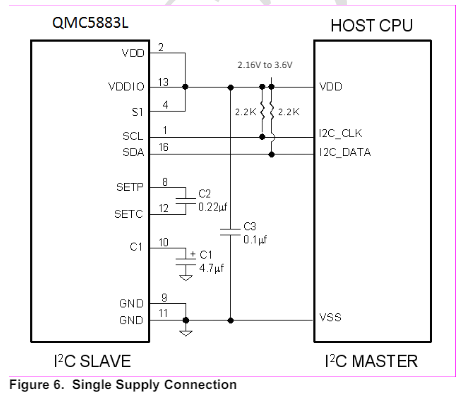 QMC5883L
HOST CPU
VDD 2
2.16V to 3.6V
VDDIO 13
VDD
S1 4
2.2K
2.2K
SCL 1
I2C_CLK
SDA 16
I2C_DATA
SETP 8
C2
0.22µf
SETC 12
C3
0.1µf
C1 10
+ C1
4.7µf
GND 9
GND 11
VSS
I²C SLAVE
I²C MASTER
Figure 6. Single Supply Connection